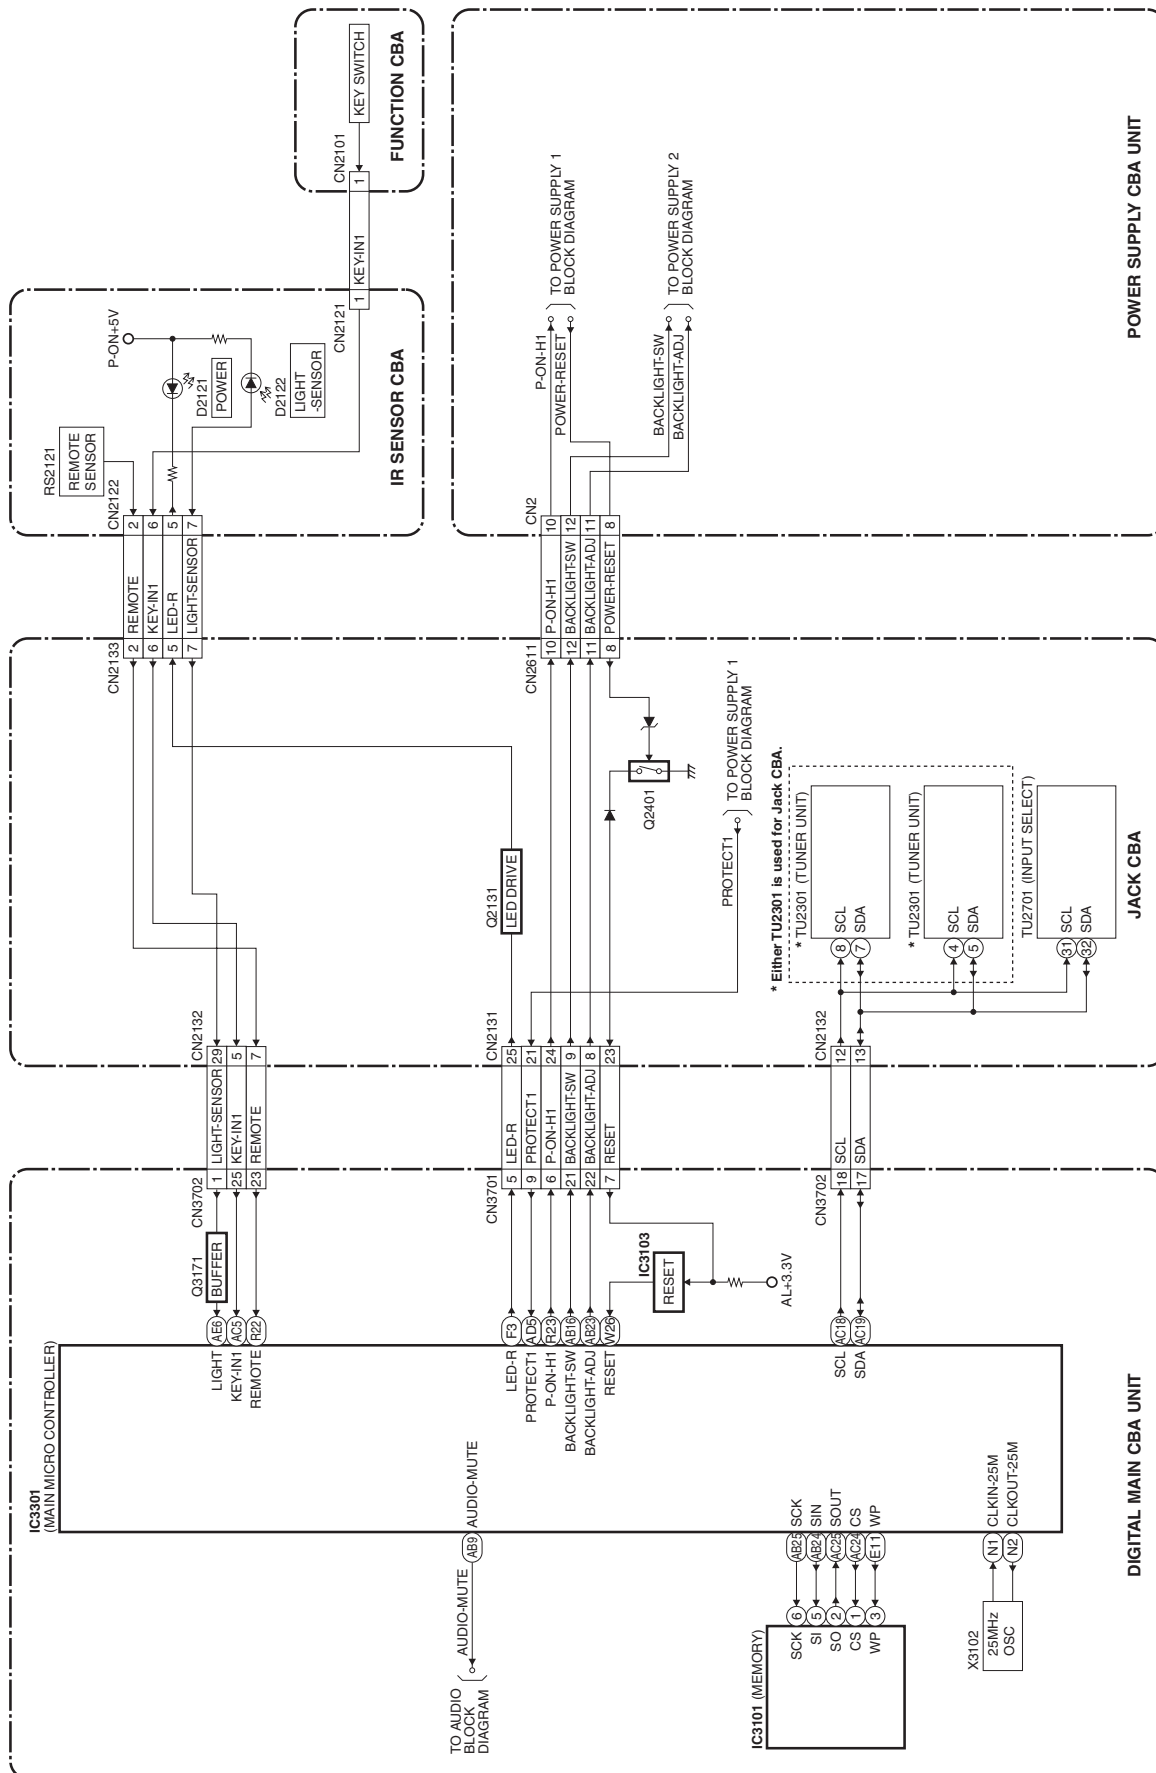 IC3301
(MAIN MICRO CONTROLLER)
LIGHT
KEY-IN1
REMOTE
AE6
AC5
R22
Q3171
BUFFER
CN3702
1 LIGHT-SENSOR 29
25 KEY-IN1 5
23 REMOTE 7
CN2132
CN2133
2 REMOTE 2
6 KEY-IN1 6
5 LED-R 5
7 LIGHT-SENSOR 7
CN2122
RS2121
REMOTE
SENSOR
P-ON+5V
D2121
POWER
D2122
LIGHT
-SENSOR
IR SENSOR CBA
CN2121
1 KEY-IN1 1
CN2101
KEY SWITCH
FUNCTION CBA
AUDIO-MUTE
AB9
AUDIO-MUTE
TO AUDIO
BLOCK
DIAGRAM
LED-R
PROTECT1
P-ON-H1
BACKLIGHT-SW
BACKLIGHT-ADJ
RESET
F3
AD5
R23
AB16
AB23
W26
CN3701
5 LED-R 25
9 PROTECT1 21
6 P-ON-H1 24
21 BACKLIGHT-SW 9
22 BACKLIGHT-ADJ 8
7 RESET 23
CN2131
IC3103
RESET
AL+3.3V
Q2131
LED DRIVE
Q2401
PROTECT1
TO POWER SUPPLY 1
BLOCK DIAGRAM
CN2611
10 P-ON-H1 10
12 BACKLIGHT-SW 12
11 BACKLIGHT-ADJ 11
8 POWER-RESET 8
CN2
P-ON-H1
POWER-RESET
TO POWER SUPPLY 1
BLOCK DIAGRAM
BACKLIGHT-SW
BACKLIGHT-ADJ
TO POWER SUPPLY 2
BLOCK DIAGRAM
POWER SUPPLY CBA UNIT
IC3101 (MEMORY)
SCK 6
SI 5
SO 2
CS 1
WP 3
AB25 SCK
AB24 SIN
AC25 SOUT
AC24 CS
E11 WP
X3102
25MHz
OSC
N1 CLKIN-25M
N2 CLKOUT-25M
SCL AC18
SDA AC19
CN3702
18 SCL 12
17 SDA 13
CN2132
* Either TU2301 is used for Jack CBA.
* TU2301 (TUNER UNIT)
8 SCL
7 SDA
* TU2301 (TUNER UNIT)
4 SCL
5 SDA
TU2701 (INPUT SELECT)
31 SCL
32 SDA
DIGITAL MAIN CBA UNIT
JACK CBA